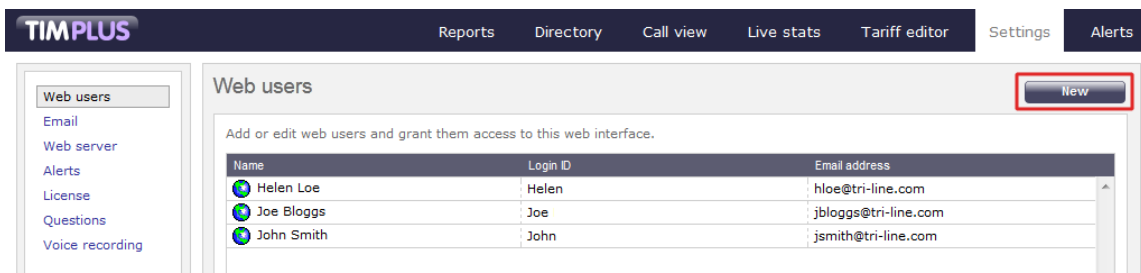 TIMPLUS
Reports Directory Call view Live stats Tariff editor Settings Alerts
Web users
Email
Web server
Alerts
License
Questions
Voice recording
Web users
New
Add or edit web users and grant them access to this web interface.
Name Login ID Email address
Helen Loe Helen hloe@tri-line.com
Joe Bloggs Joe jbloggs@tri-line.com
John Smith John jsmith@tri-line.com